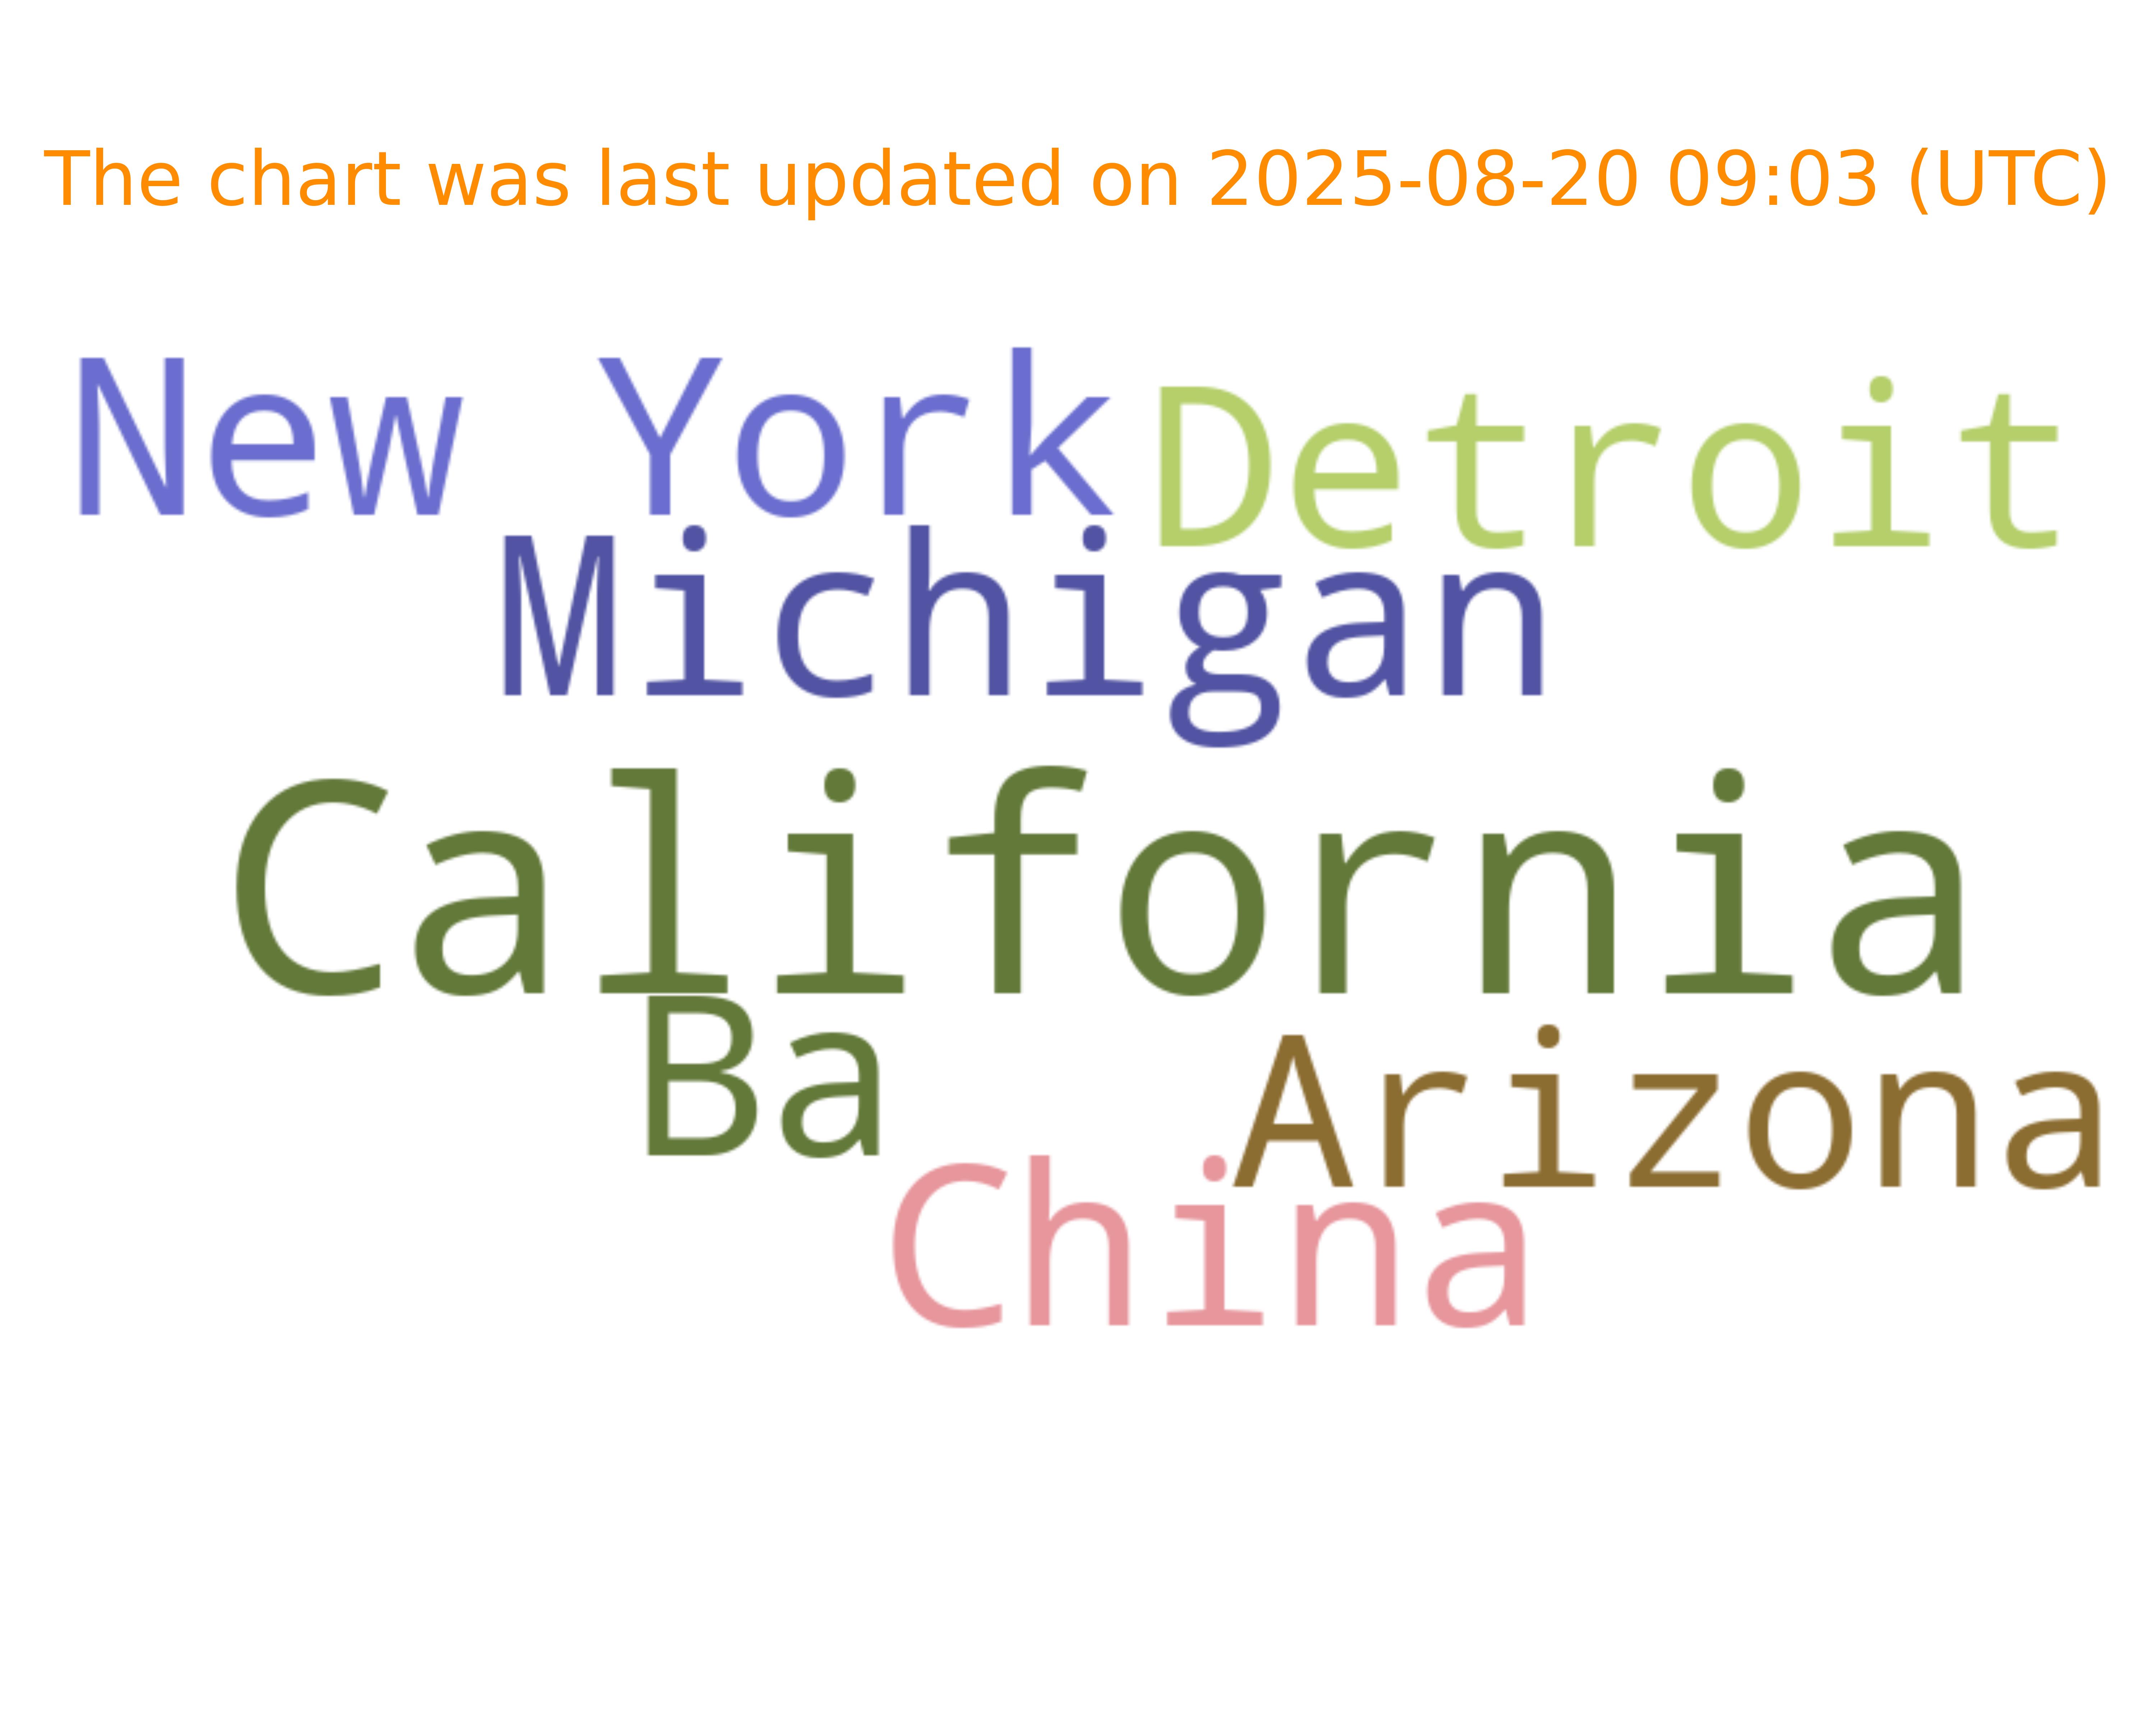 The chart was last updated on 2025-08-20 09:03 (UTC)
New York Detroit
Michigan
California
Ba Arizona
China